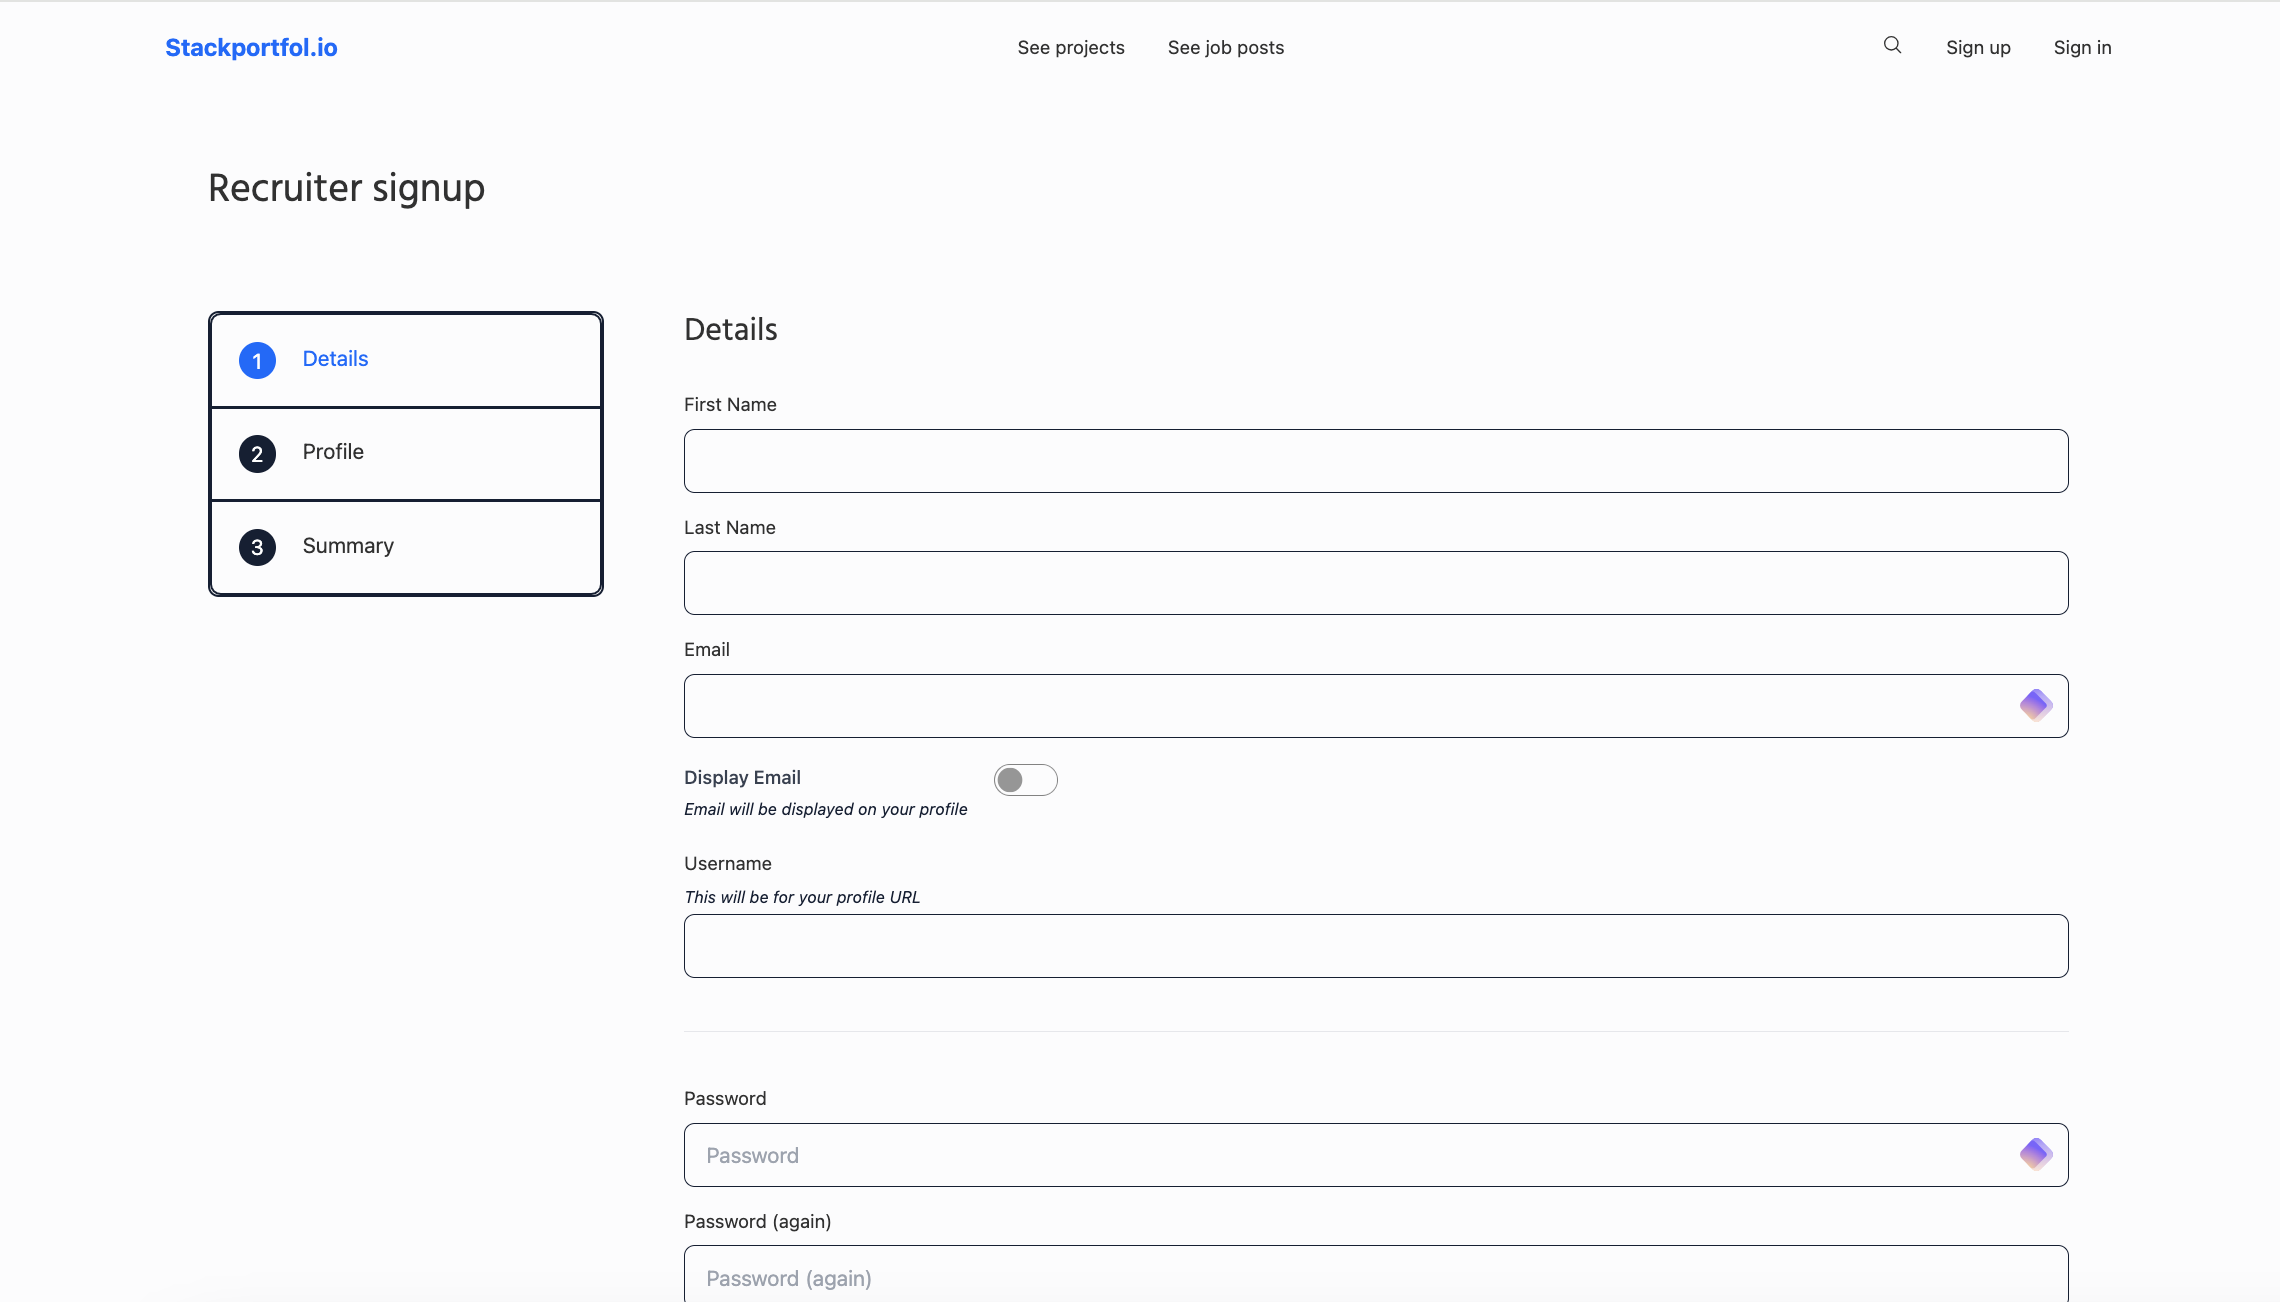 Stackportfol.io
See projects
See job posts
Sign up
Sign in
Recruiter signup
1
Details
2
Profile
3
Summary
Details
First Name
Last Name
Email
Display Email
Email will be displayed on your profile
Username
This will be for your profile URL
Password
Password
Password (again)
Password (again)